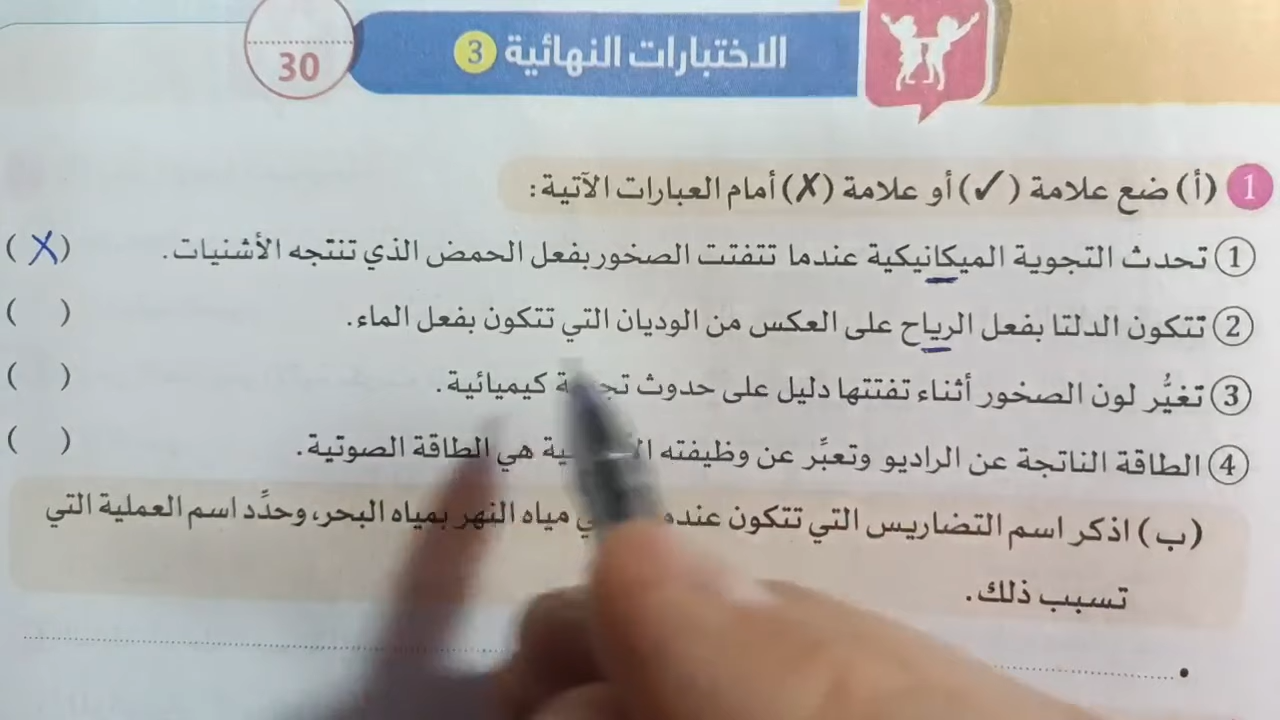 الاختبارات النهائية 3
30
1 (أ) ضع علامة (✓) أو علامة (✗) أمام العبارات الآتية:
① تحدث التجوية الميكانيكية عندما تتفتت الصخور بفعل الحمض الذي تنتجه الأشنيات. (X)
② تتكون الدلتا بفعل الرياح على العكس من الوديان التي تتكون بفعل الماء. ( )
③ تغيُّر لون الصخور أثناء تفتتها دليل على حدوث كيميائية. ( )
④ الطاقة الناتجة عن الراديو وتعبِّر عن وظيفته هي الطاقة الصوتية. ( )
(ب) اذكر اسم التضاريس التي تتكون مياه النهر بمياه البحر، وحدِّد اسم العملية التي
تسبب ذلك.